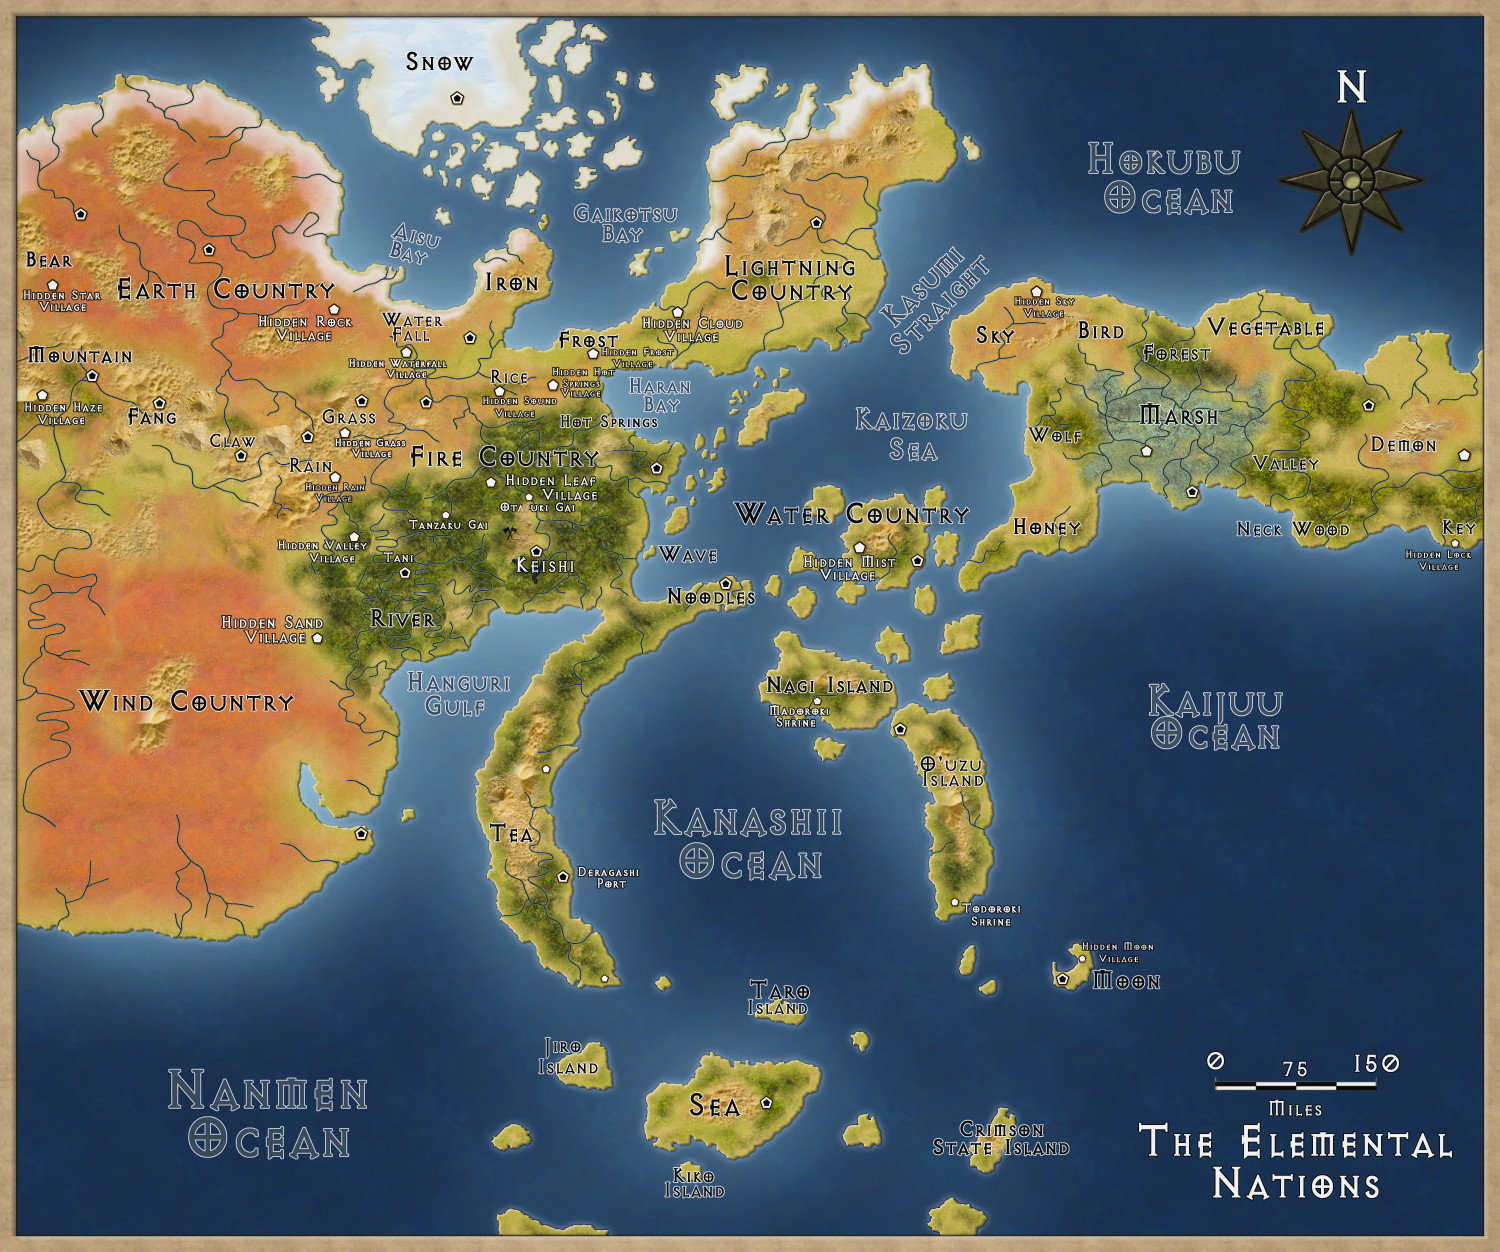 Snow
N
Hokubu
Ocean
Gaikotsu
Bay
Aisu
Bay
Bear
Hidden Star
Village
Earth Country
Hidden Rock
Village
Iron
Water
Fall
Hidden Waterfall
Village
Lightning
Country
Hidden Cloud
Village
Kasumi
Straight
Frost
Hidden Frost
Village
Hidden Hot
Springs
Village
Hot Springs
Haran
Bay
Rice
Hidden Sound
Village
Mountain
Hidden Haze
Village
Fang
Claw
Grass
Hidden Grass
Village
Rain
Hidden Rain
Village
Fire Country
Hidden Leaf
Village
Otafuki Gai
Tanzaku Gai
Keishi
Hidden Valley
Village
Tani
River
Hidden Sand
Village
Wind Country
Hanguri
Gulf
Wave
Noodles
Kaizoku
Sea
Water Country
Hidden Mist
Village
Sky
Hidden Sky
Village
Bird
Vegetable
Forest
Marsh
Wolf
Honey
Valley
Demon
Neck Wood
Key
Hidden Lock
Village
Nagi Island
Madoroki
Shrine
O'uzu
Island
Todoroki
Shrine
Kaijuu
Ocean
Kanashii
Ocean
Tea
Deragashi
Port
Hidden Moon
Village
Moon
Taro
Island
Jiro
Island
Sea
Kiko
Island
Crimson
State Island
Nanmen
Ocean
0 75 150
Miles
The Elemental
Nations